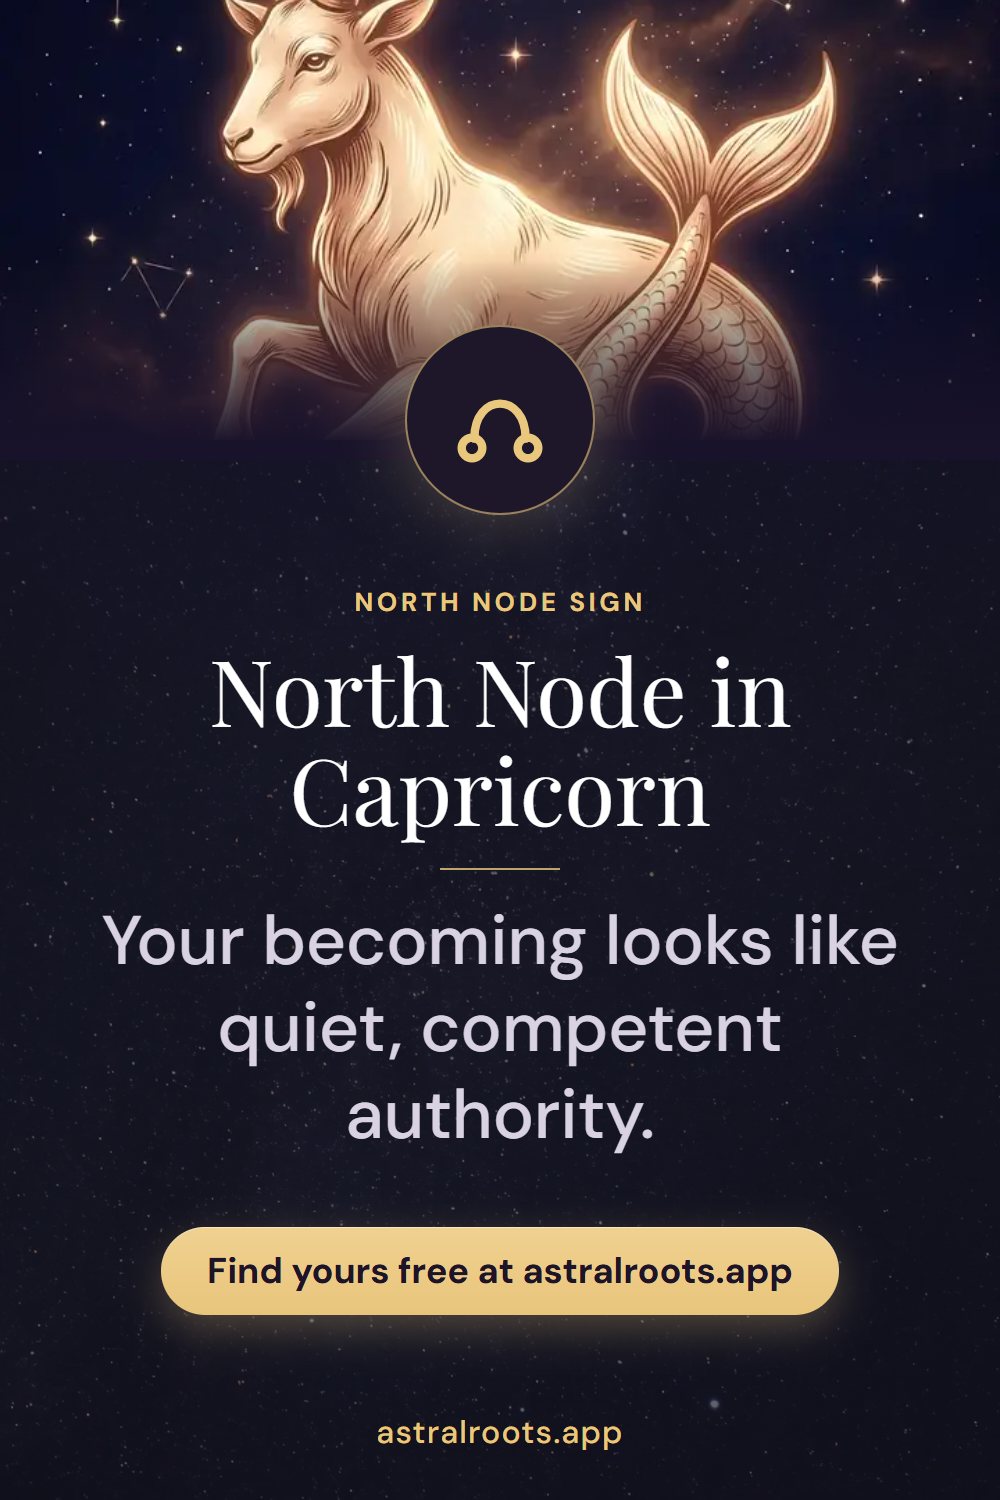 NORTH NODE SIGN
North Node in
Capricorn
Your becoming looks like
quiet, competent
authority.
Find yours free at astralroots.app
astralroots.app